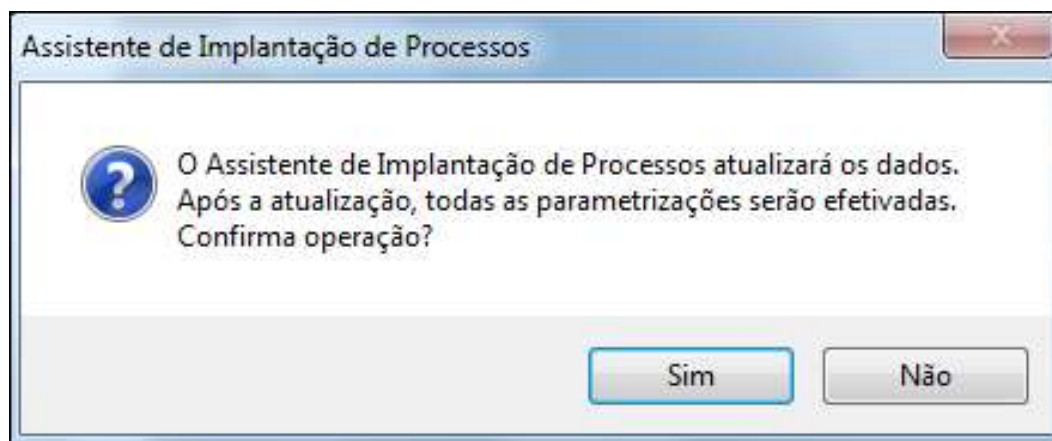 Assistente de Implantação de Processos
O Assistente de Implantação de Processos atualizará os dados.
Após a atualização, todas as parametrizações serão efetivadas.
Confirma operação?
Sim
Não